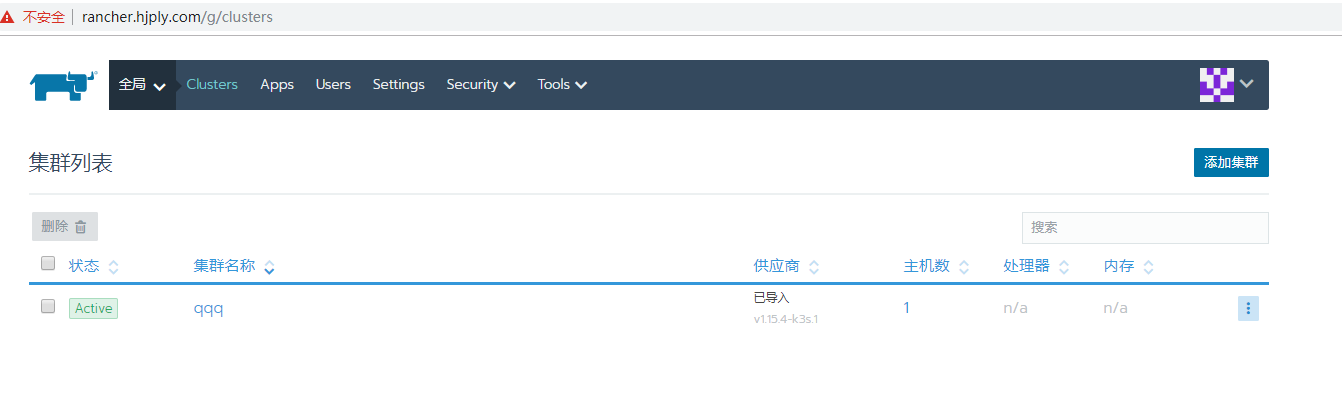 不安全 rancher.hjply.com/g/clusters
全局 Clusters Apps Users Settings Security Tools
集群列表 添加集群
删除 搜索
状态 集群名称 供应商 主机数 处理器 内存
Active qqq 已导入 1 n/a n/a
v1.15.4-k3s.1